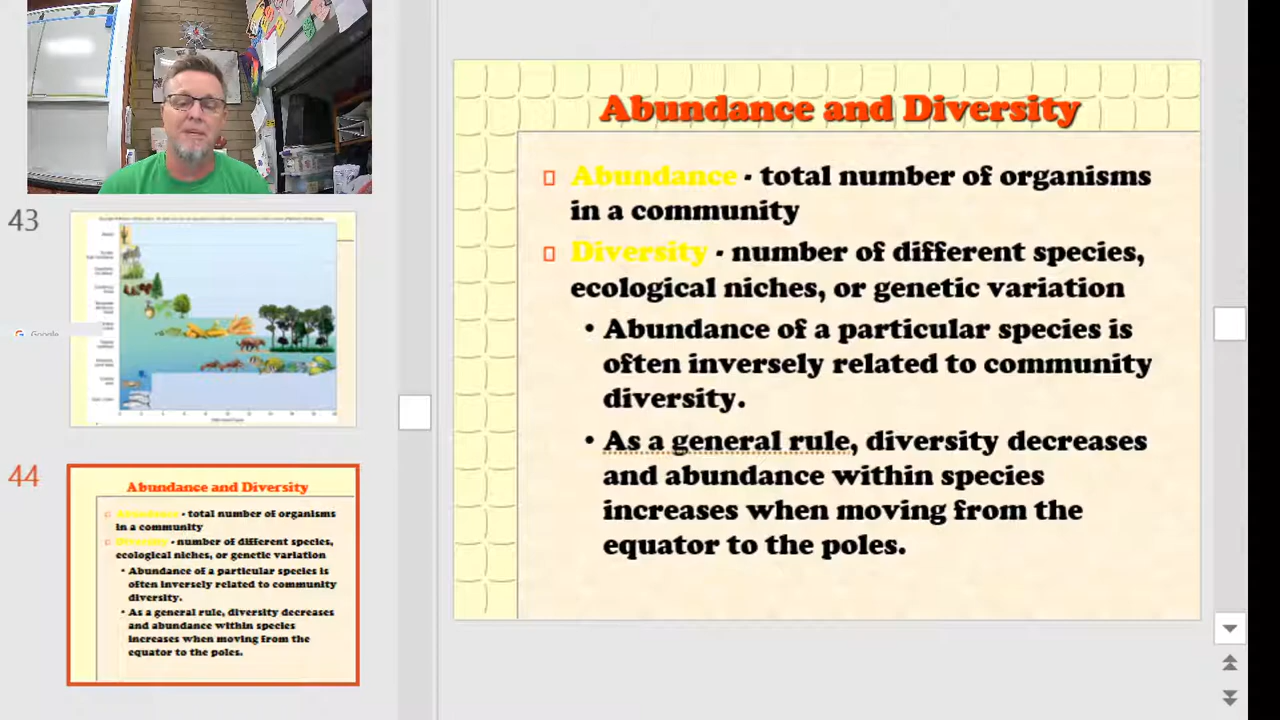 43
Google
44
Abundance and Diversity
Abundance - total number of organisms
in a community
Diversity - number of different species,
ecological niches, or genetic variation
• Abundance of a particular species is
often inversely related to community
diversity.
• As a general rule, diversity decreases
and abundance within species
increases when moving from the
equator to the poles.
Abundance and Diversity
Abundance - total number of organisms
in a community
Diversity - number of different species,
ecological niches, or genetic variation
• Abundance of a particular species is
often inversely related to community
diversity.
• As a general rule, diversity decreases
and abundance within species
increases when moving from the
equator to the poles.